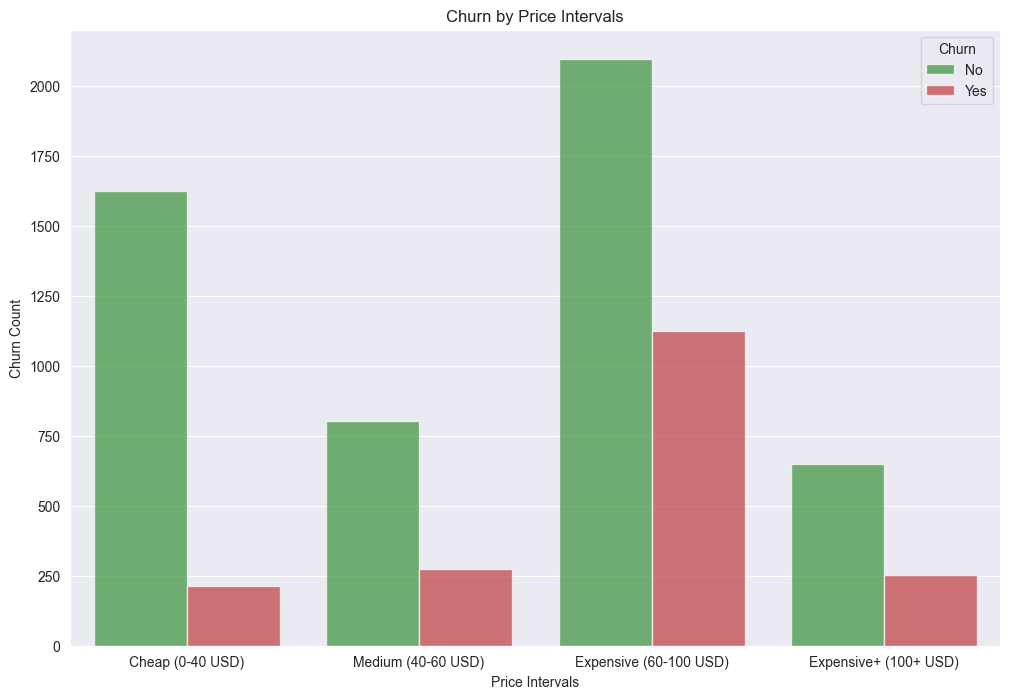 Churn by Price Intervals
Churn
No
Yes
Churn Count
2000
1750
1500
1250
1000
750
500
250
0
Cheap (0-40 USD)
Medium (40-60 USD)
Expensive (60-100 USD)
Expensive+ (100+ USD)
Price Intervals